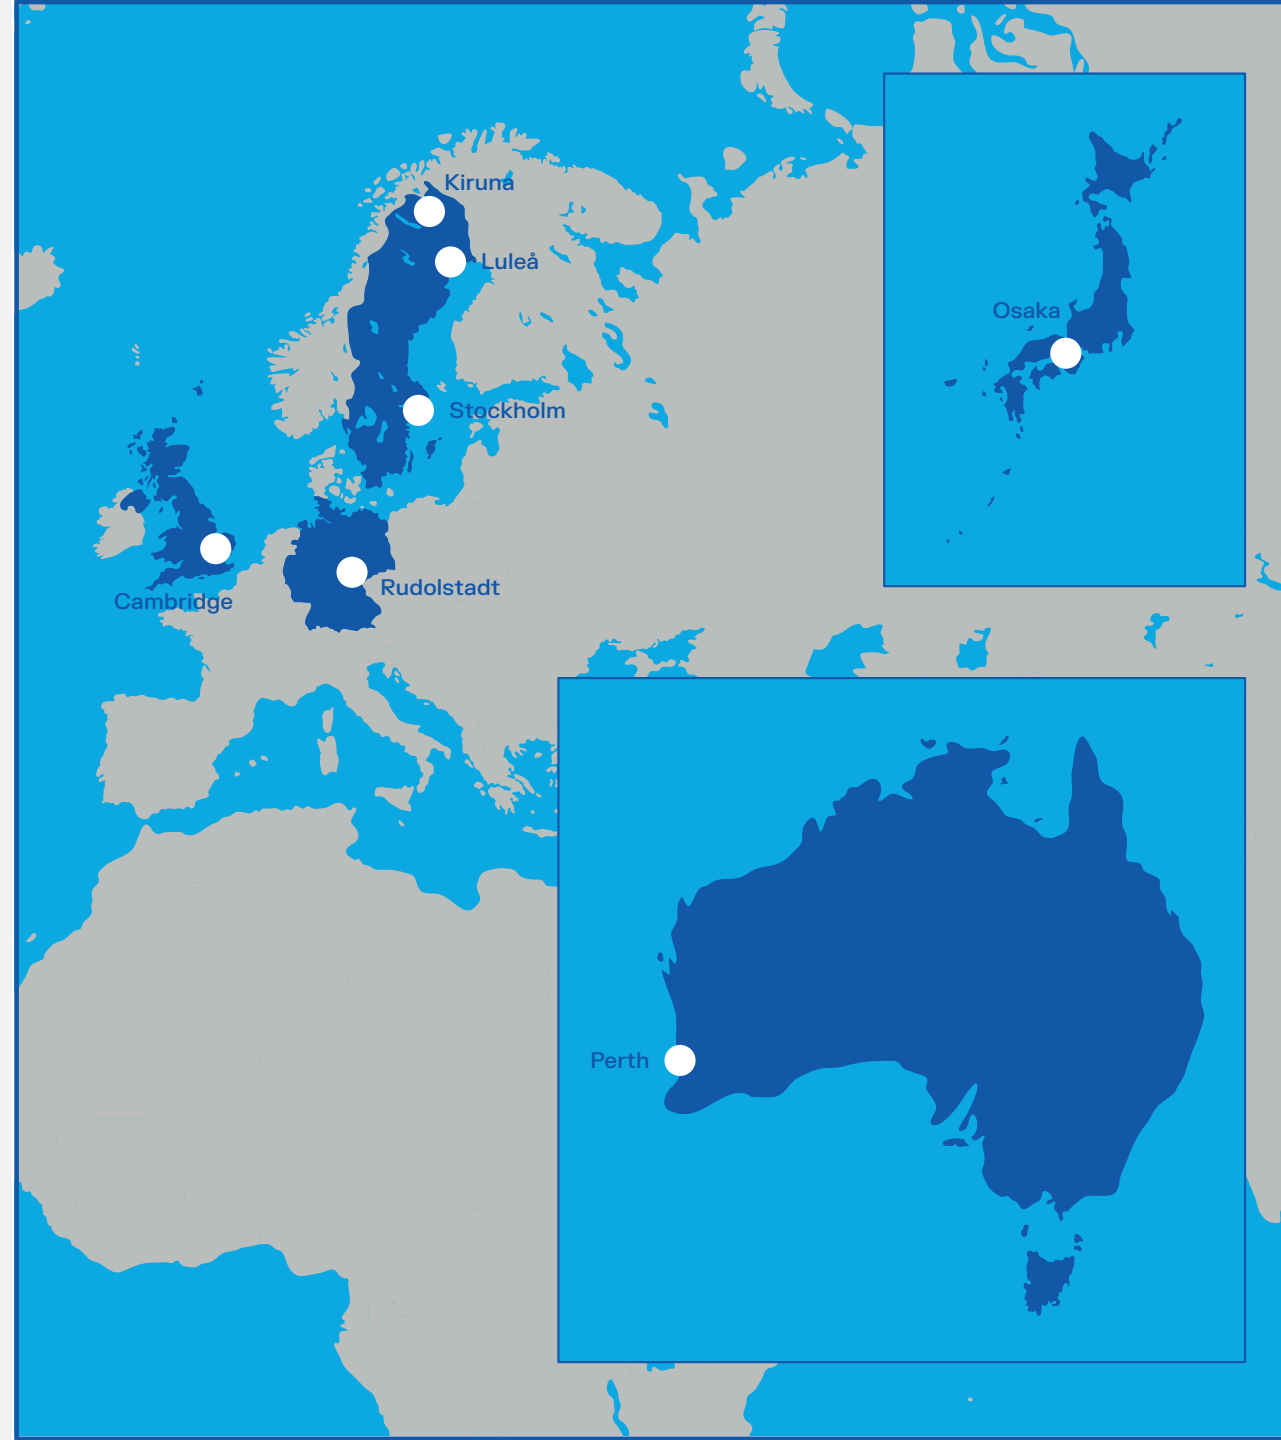 Kiruna
Luleå
Osaka
Stockholm
Rudolstadt
Cambridge
Perth